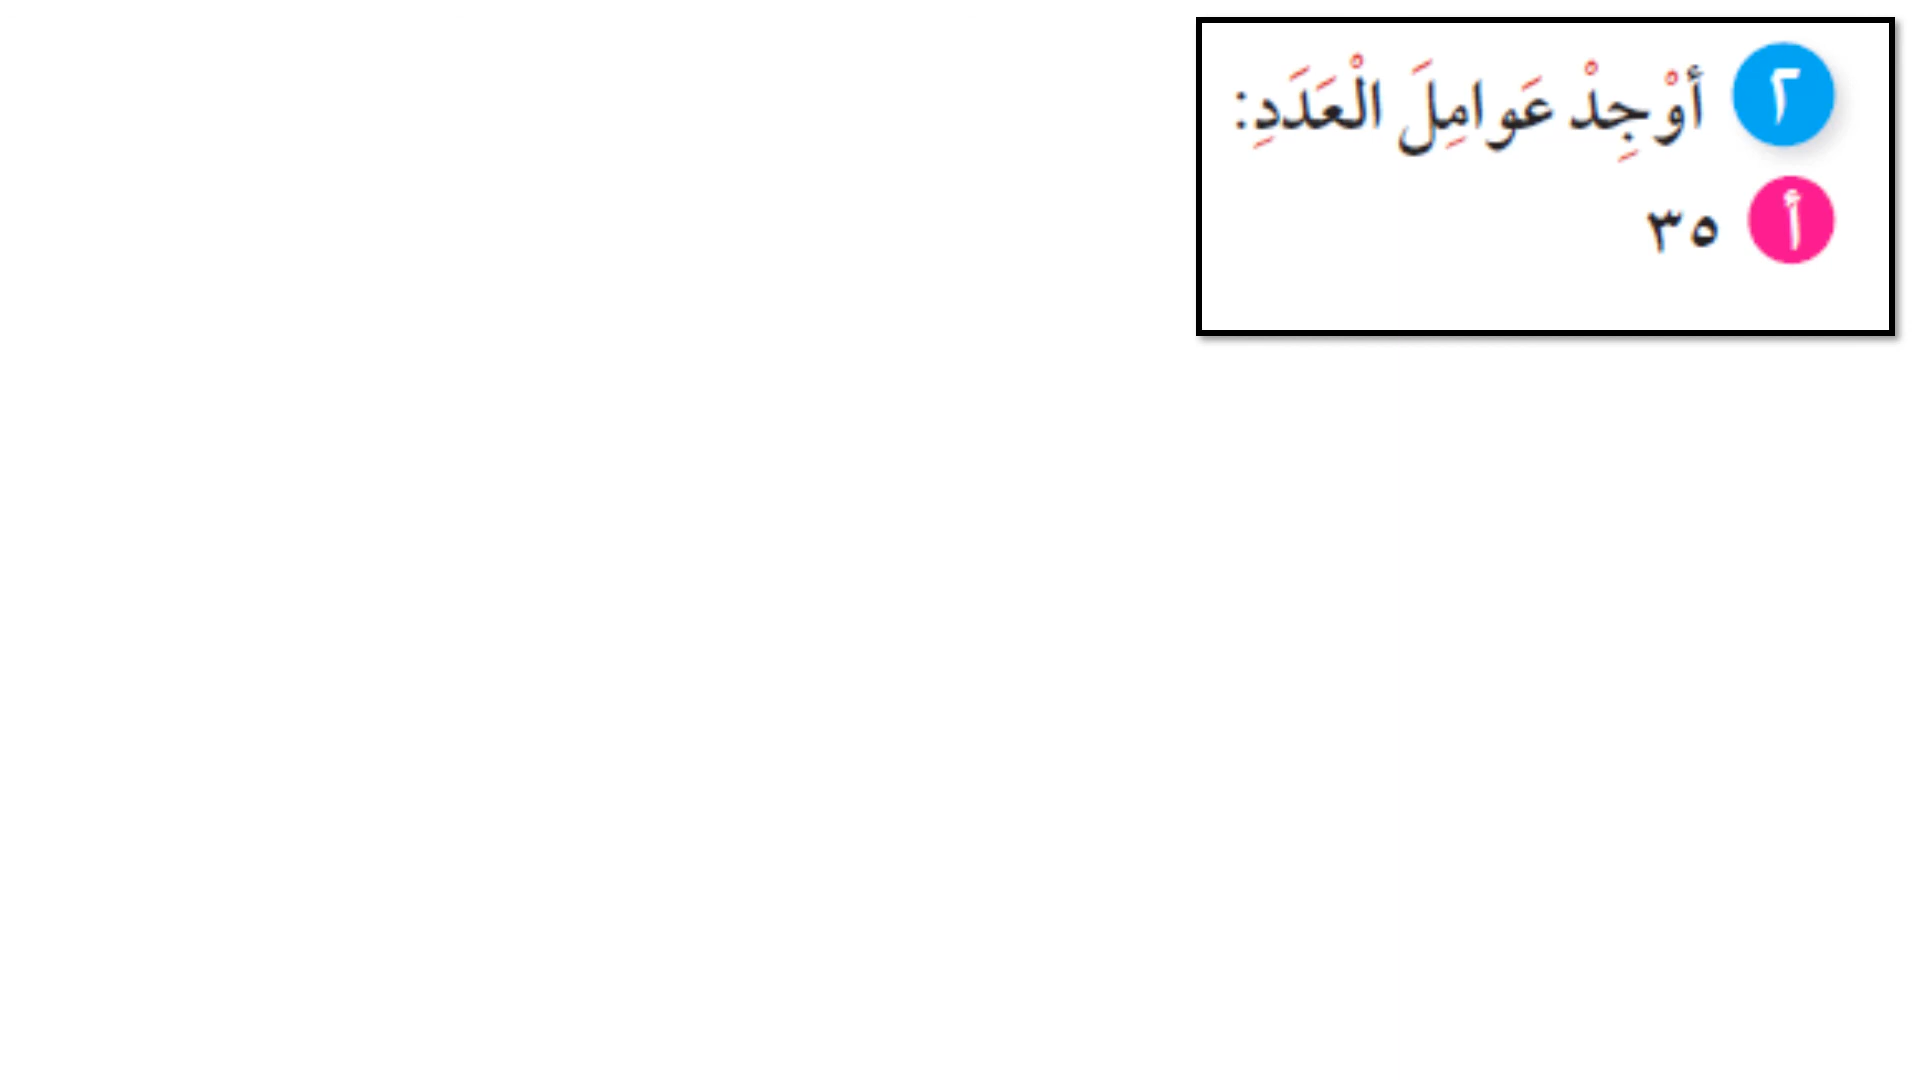 ٢ أَوْجِدْ عَوامِلَ الْعَدَدِ:
أ ٣٥